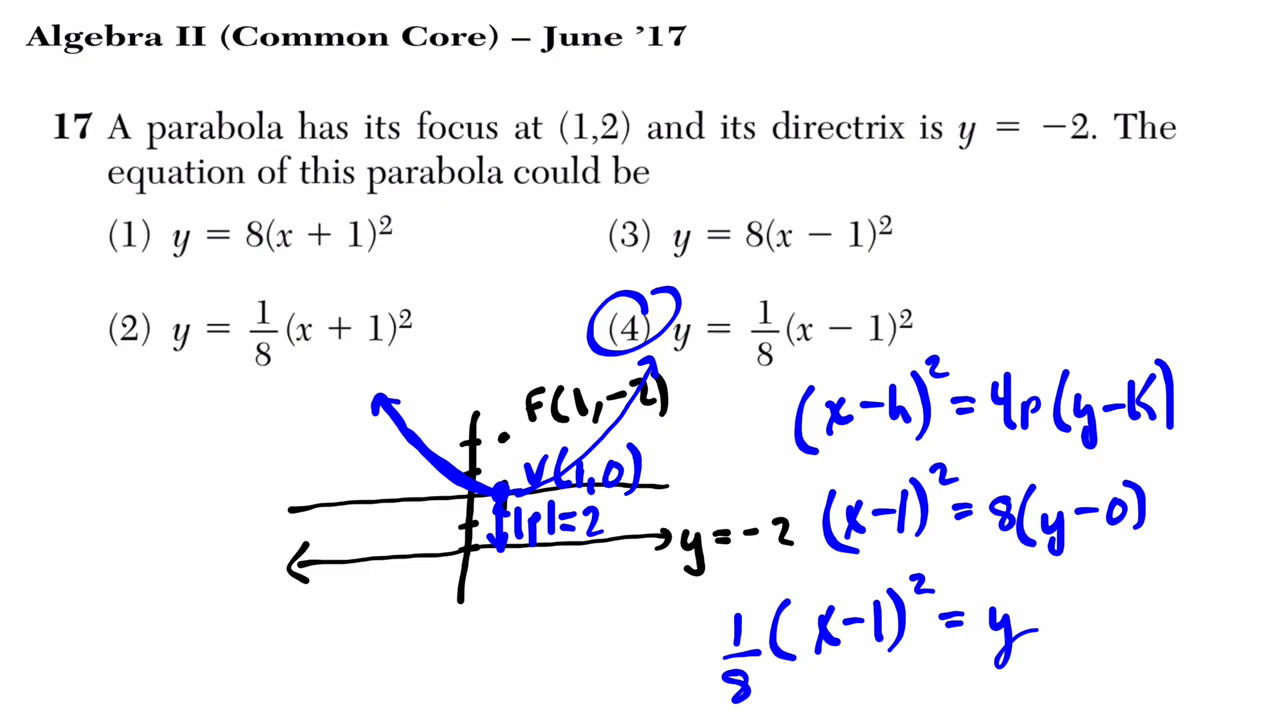 Algebra II (Common Core) – June ’17
17 A parabola has its focus at (1,2) and its directrix is y = −2. The
equation of this parabola could be
(1) y = 8(x + 1)²
(3) y = 8(x − 1)²
(2) y = 1/8 (x + 1)²
(4) y = 1/8 (x − 1)²
F(1,-2)
V(1,0)
|p|=2
y=-2
(x-h)²=4p(y-k)
(x-1)²=8(y-0)
1/8 (x-1)²=y